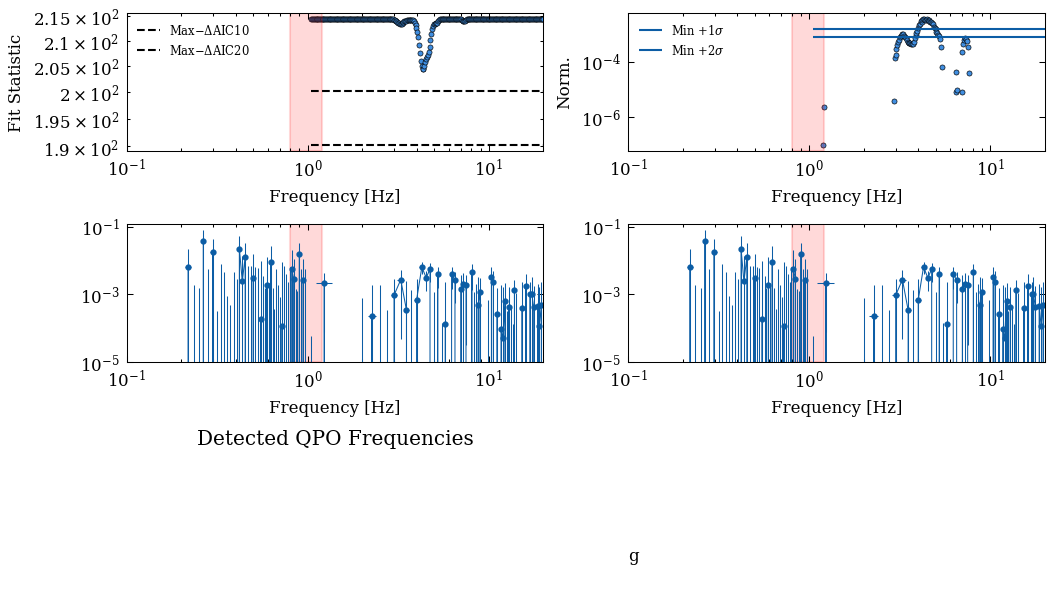 Fit Statistic
2.15 × 10²
2.1 × 10²
2.05 × 10²
2 × 10²
1.95 × 10²
1.9 × 10²
Max−ΔAIC10
Max−ΔAIC20
10⁻¹ 10⁰ 10¹
Frequency [Hz]
Norm.
10⁻⁴
10⁻⁶
Min +1σ
Min +2σ
10⁻¹ 10⁰ 10¹
Frequency [Hz]
10⁻¹
10⁻³
10⁻⁵
10⁻¹ 10⁰ 10¹
Frequency [Hz]
10⁻¹
10⁻³
10⁻⁵
10⁻¹ 10⁰ 10¹
Frequency [Hz]
Detected QPO Frequencies
g